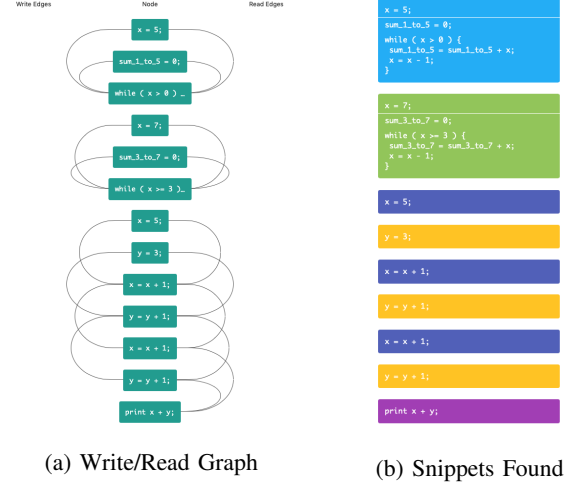 Write Edges
Node
Read Edges
x = 5;
sum_1_to_5 = 0;
while ( x > 0 ) _
x = 7;
sum_3_to_7 = 0;
while ( x >= 3 )_
x = 5;
y = 3;
x = x + 1;
y = y + 1;
x = x + 1;
y = y + 1;
print x + y;
(a) Write/Read Graph
x = 5;
sum_1_to_5 = 0;
while ( x > 0 ) {
sum_1_to_5 = sum_1_to_5 + x;
x = x - 1;
}
x = 7;
sum_3_to_7 = 0;
while ( x >= 3 ) {
sum_3_to_7 = sum_3_to_7 + x;
x = x - 1;
}
x = 5;
y = 3;
x = x + 1;
y = y + 1;
x = x + 1;
y = y + 1;
print x + y;
(b) Snippets Found